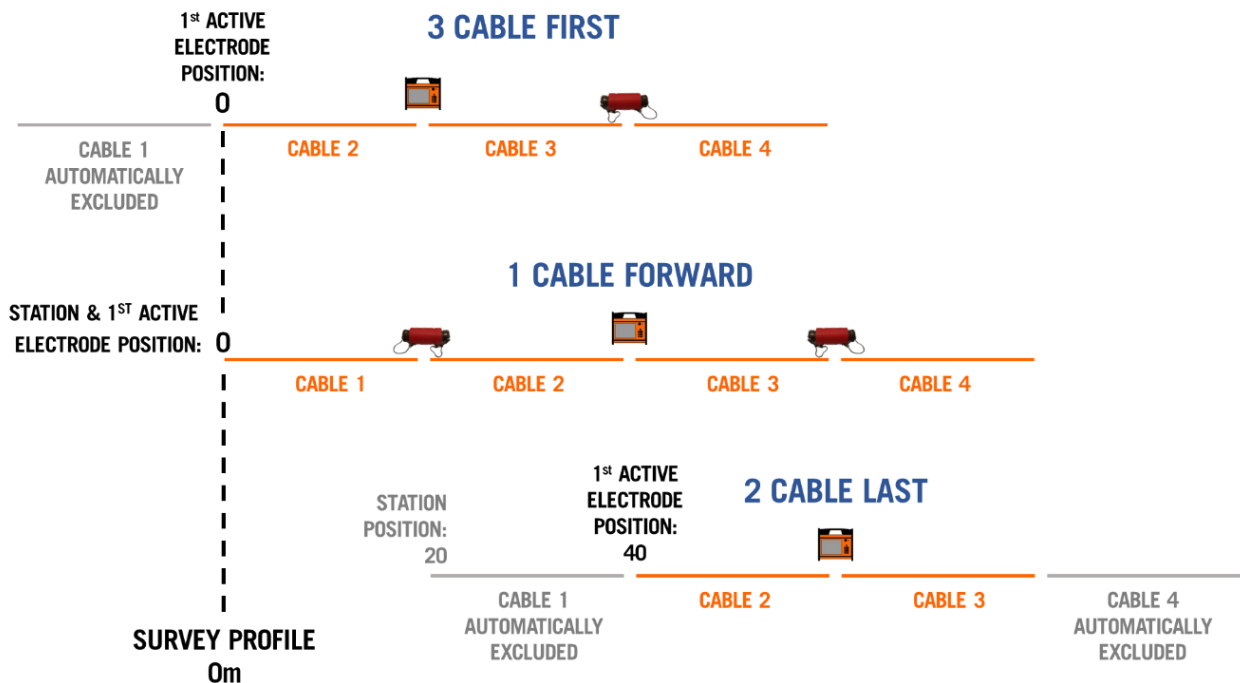 1st ACTIVE
ELECTRODE
POSITION:
0
3 CABLE FIRST
CABLE 1
AUTOMATICALLY
EXCLUDED
CABLE 2
CABLE 3
CABLE 4
1 CABLE FORWARD
STATION & 1ST ACTIVE
ELECTRODE POSITION: 0
CABLE 1
CABLE 2
CABLE 3
CABLE 4
STATION
POSITION:
20
1st ACTIVE
ELECTRODE
POSITION:
40
2 CABLE LAST
CABLE 1
AUTOMATICALLY
EXCLUDED
CABLE 2
CABLE 3
CABLE 4
AUTOMATICALLY
EXCLUDED
SURVEY PROFILE
0m